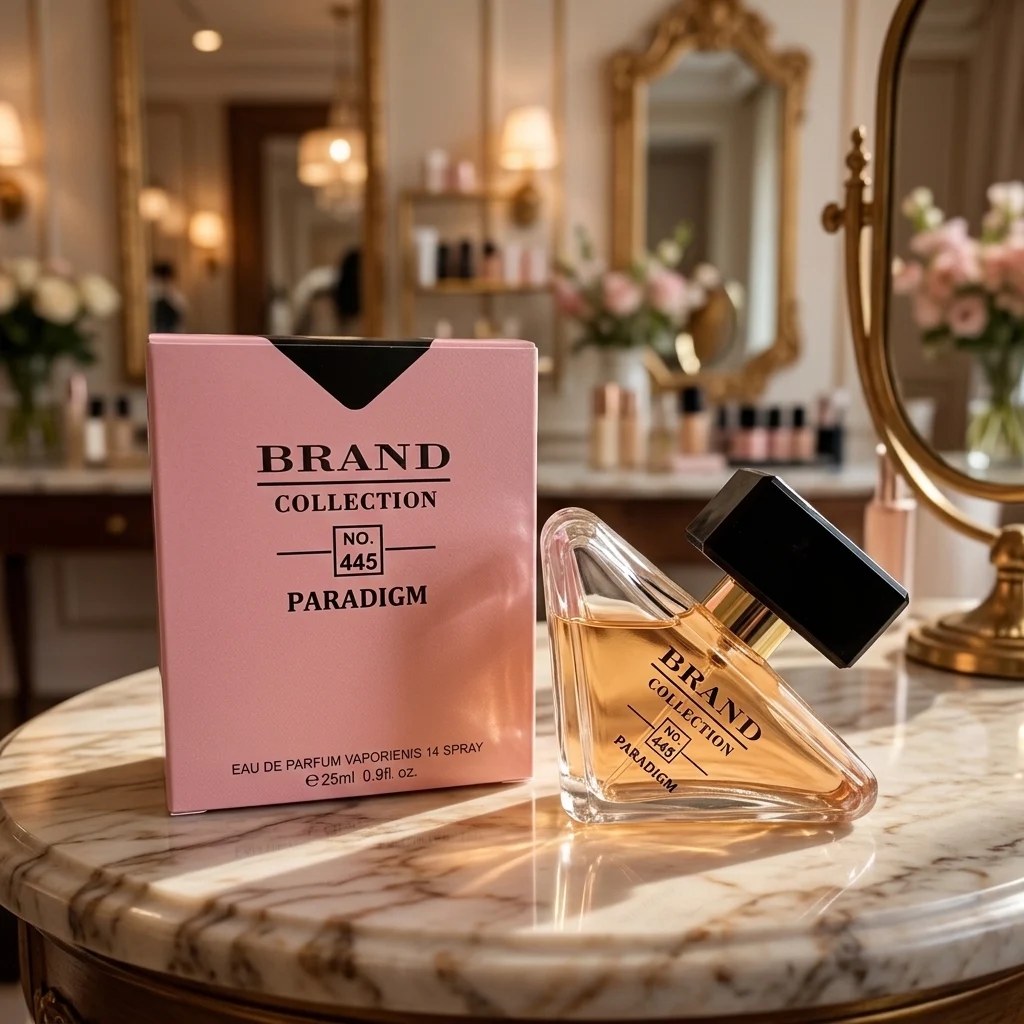 BRAND
COLLECTION
NO.
445
PARADIGM
EAU DE PARFUM VAPORIENIS 14 SPRAY
℮25ml 0.9fl. oz.
BRAND
COLLECTION
NO.
445
PARADIGM